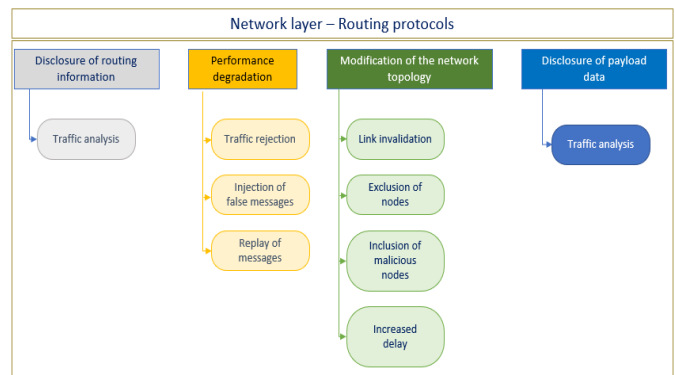 Network layer – Routing protocols
Disclosure of routing
information
Traffic analysis
Performance
degradation
Traffic rejection
Injection of
false messages
Replay of
messages
Modification of the network
topology
Link invalidation
Exclusion of
nodes
Inclusion of
malicious
nodes
Increased
delay
Disclosure of payload
data
Traffic analysis